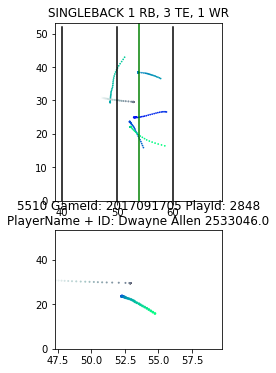 SINGLEBACK 1 RB, 3 TE, 1 WR
50
40
30
20
10
0
40 50 60
5510 GameId: 2017091705 PlayId: 2848
PlayerName + ID: Dwayne Allen 2533046.0
40
20
0
47.5 50.0 52.5 55.0 57.5